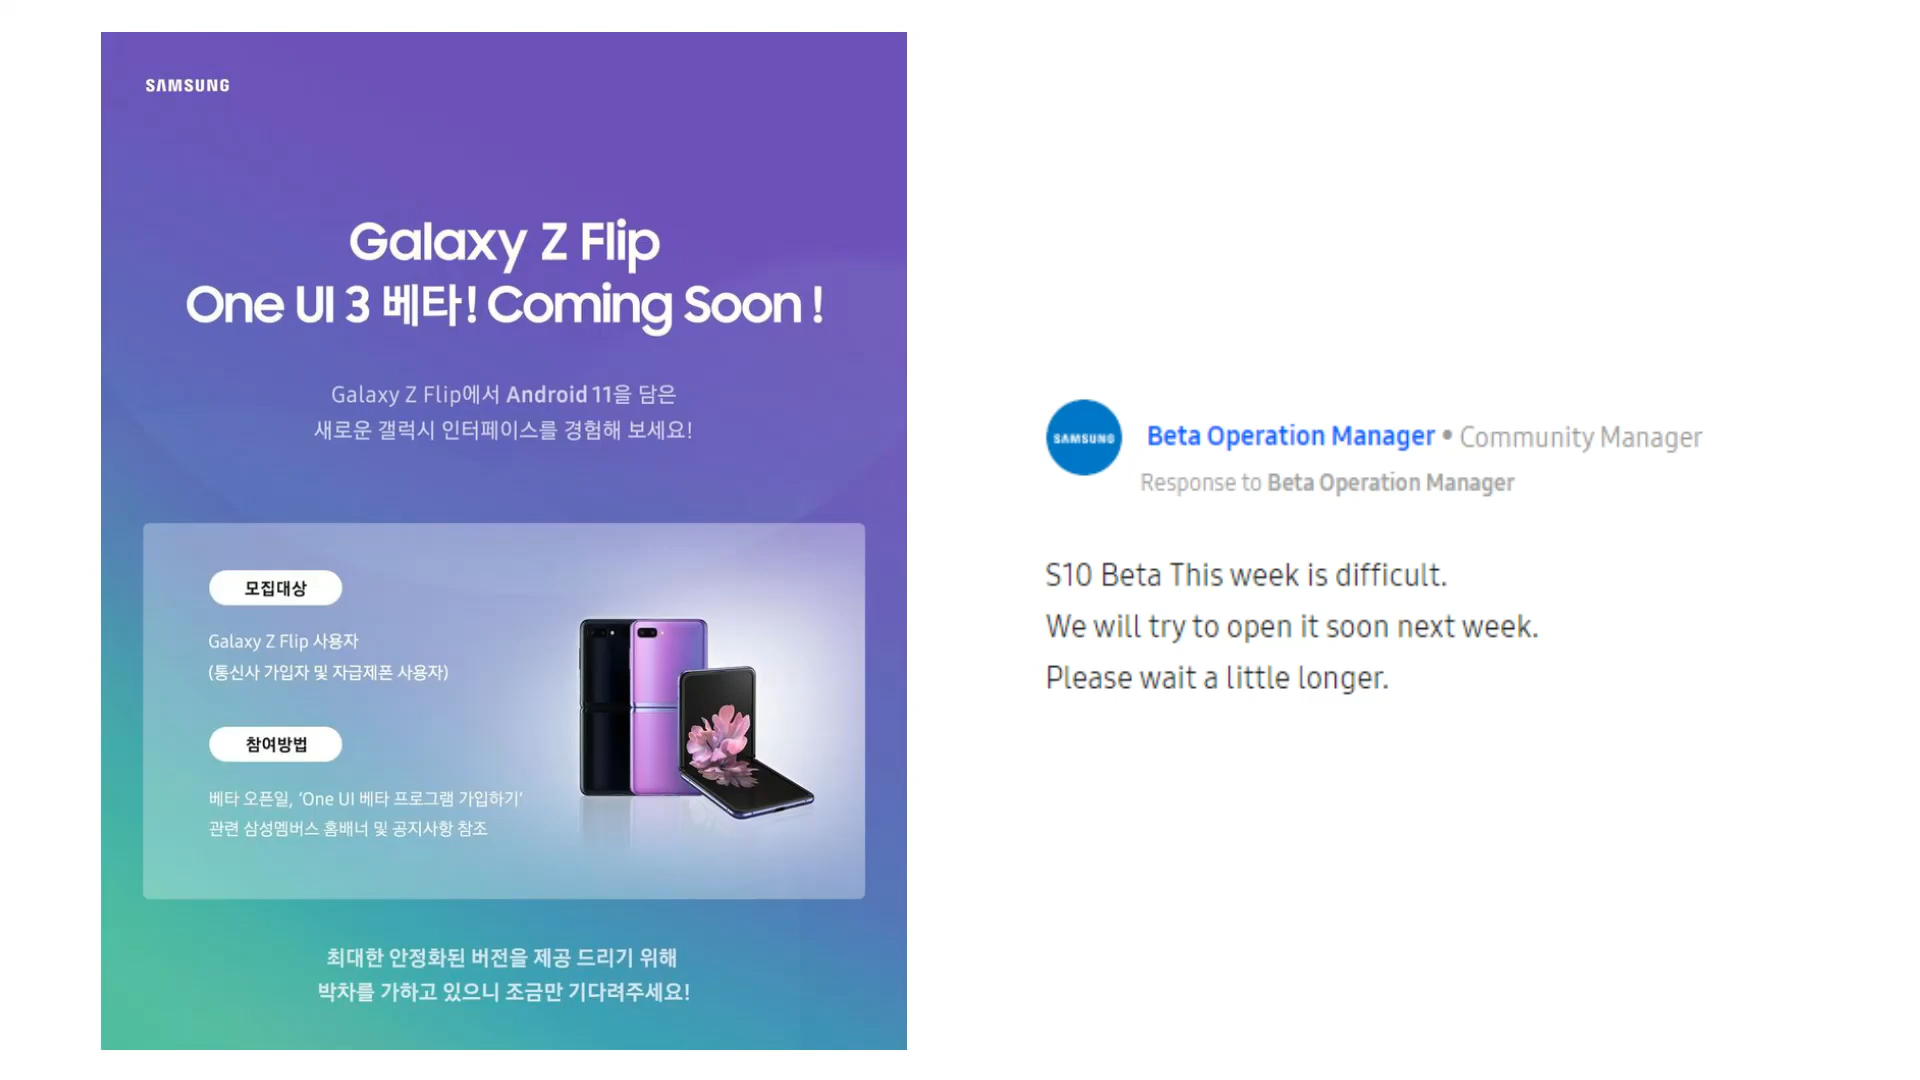 SAMSUNG
Galaxy Z Flip
One UI 3 베타! Coming Soon !
Galaxy Z Flip에서 Android 11을 담은
새로운 갤럭시 인터페이스를 경험해 보세요!
모집대상
Galaxy Z Flip 사용자
(통신사 가입자 및 자급제폰 사용자)
참여방법
베타 오픈일, ‘One UI 베타 프로그램 가입하기’
관련 삼성멤버스 홈배너 및 공지사항 참조
최대한 안정화된 버전을 제공 드리기 위해
박차를 가하고 있으니 조금만 기다려주세요!
SAMSUNG
Beta Operation Manager • Community Manager
Response to Beta Operation Manager
S10 Beta This week is difficult.
We will try to open it soon next week.
Please wait a little longer.